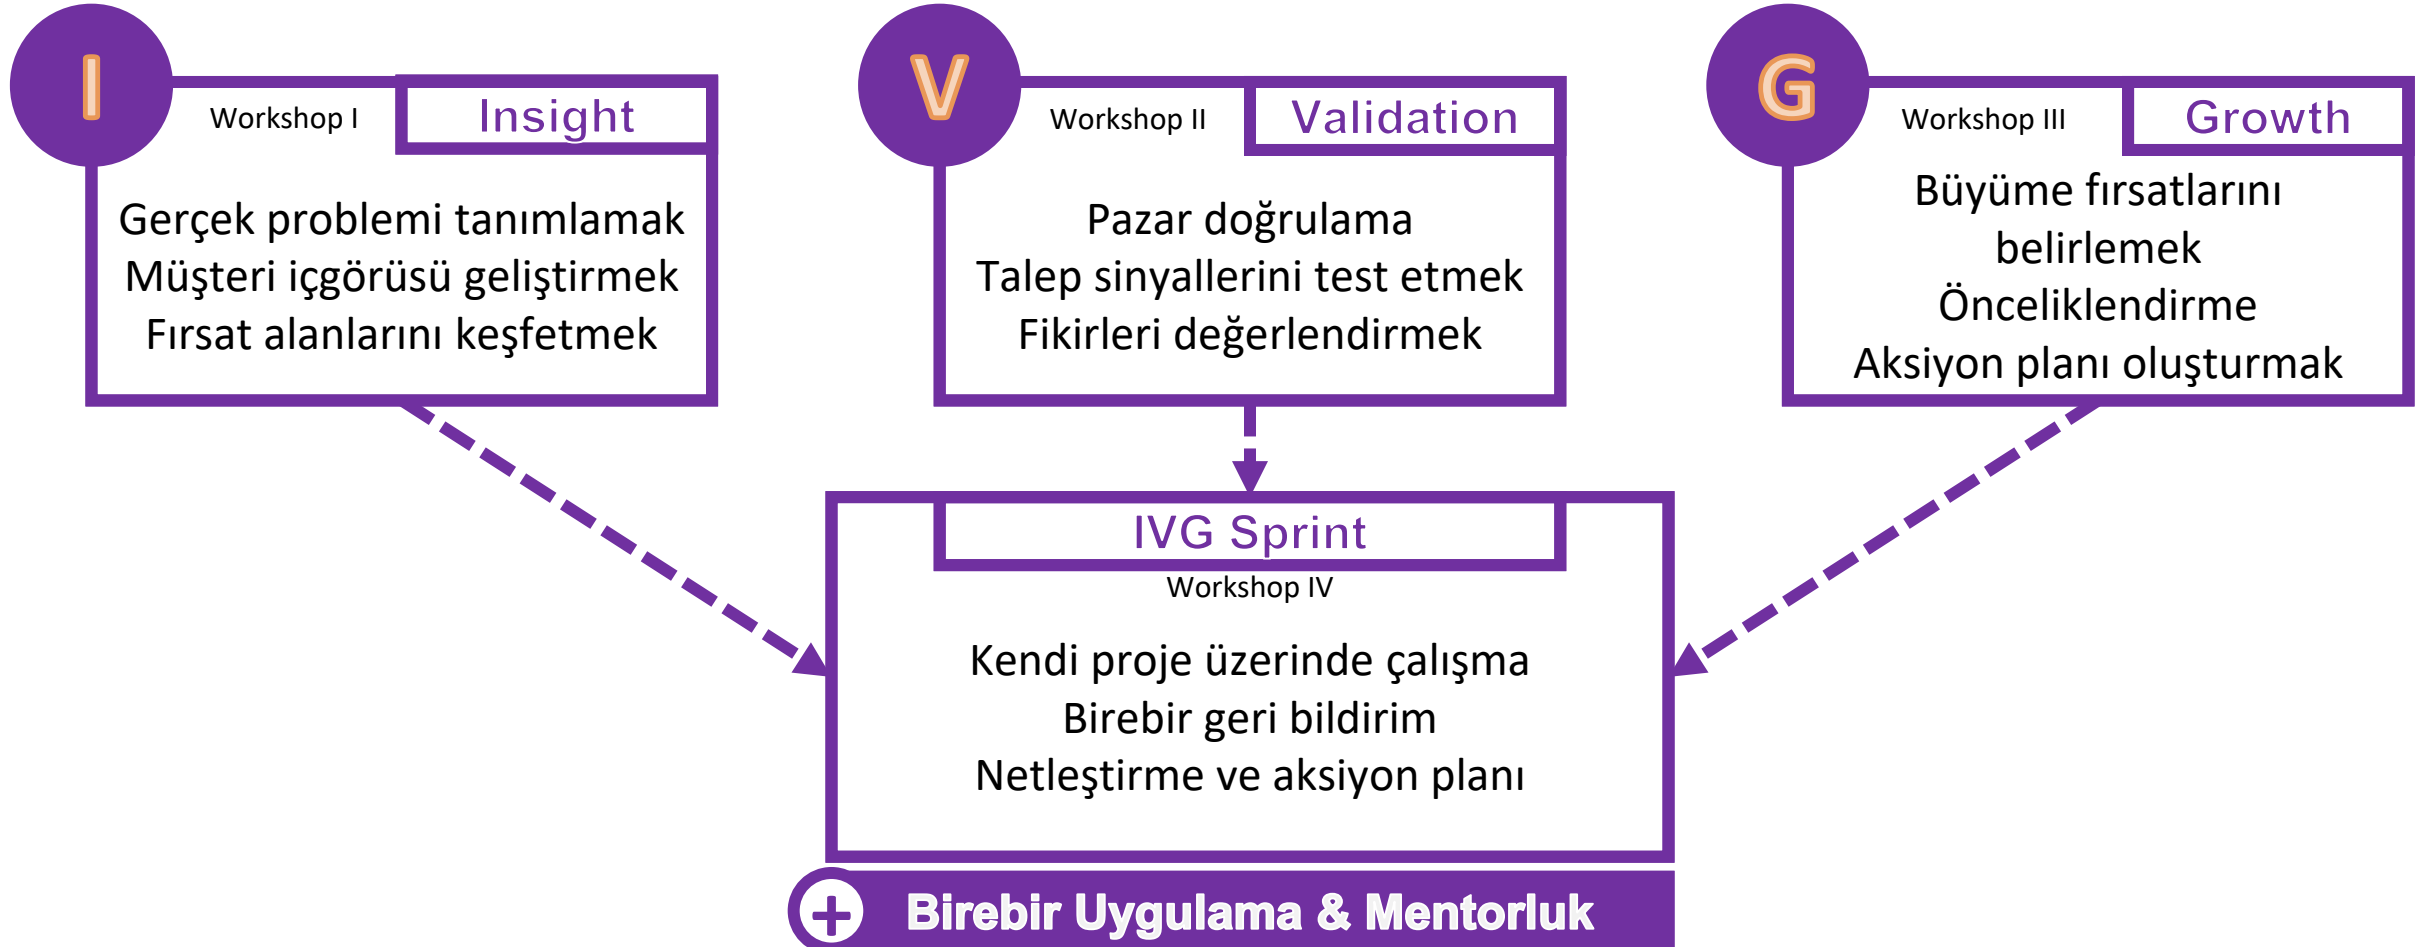 I
Workshop I
Insight
Gerçek problemi tanımlamak
Müşteri içgörüsü geliştirmek
Fırsat alanlarını keşfetmek
V
Workshop II
Validation
Pazar doğrulama
Talep sinyallerini test etmek
Fikirleri değerlendirmek
G
Workshop III
Growth
Büyüme fırsatlarını
belirlemek
Önceliklendirme
Aksiyon planı oluşturmak
IVG Sprint
Workshop IV
Kendi proje üzerinde çalışma
Birebir geri bildirim
Netleştirme ve aksiyon planı
+
Birebir Uygulama & Mentorluk